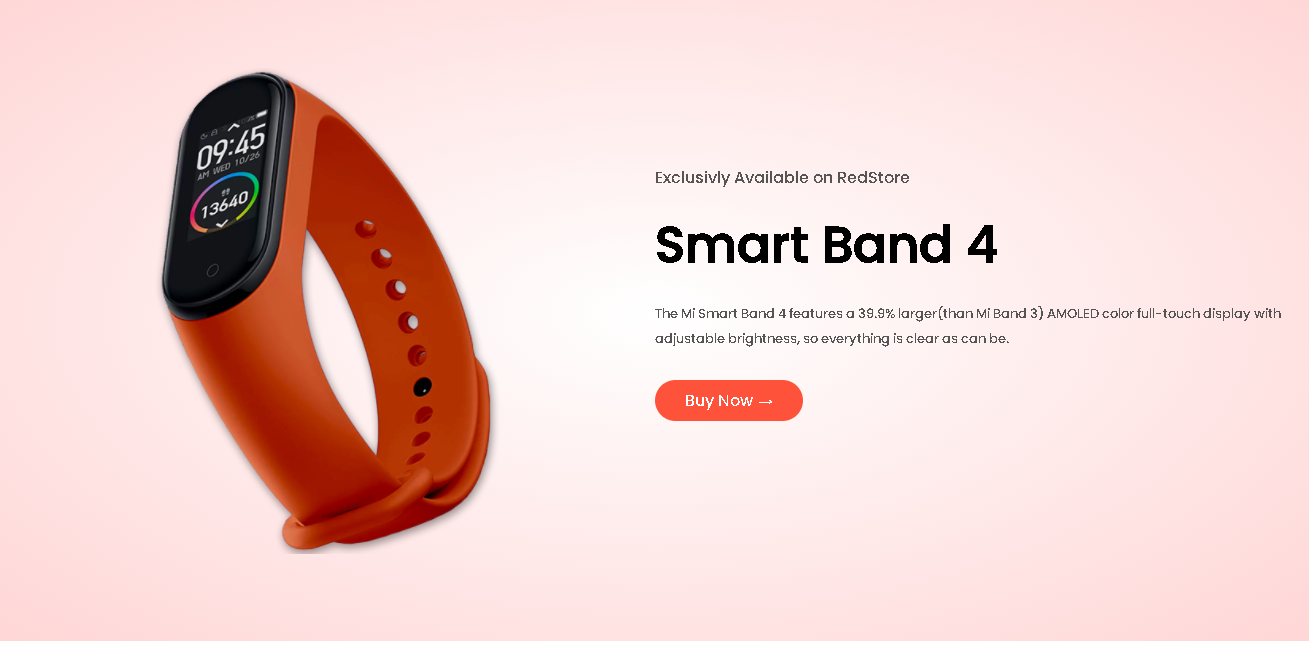 09:45
AM WED 10/26
13640
Exclusivly Available on RedStore
Smart Band 4
The Mi Smart Band 4 features a 39.9% larger(than Mi Band 3) AMOLED color full-touch display with
adjustable brightness, so everything is clear as can be.
Buy Now →